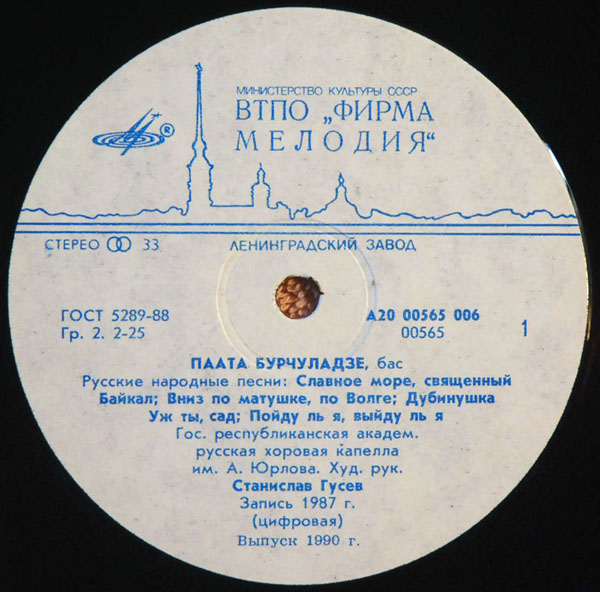 МИНИСТЕРСТВО КУЛЬТУРЫ СССР
ВТПО „ФИРМА
МЕЛОДИЯ"
®
СТЕРЕО 33 ЛЕНИНГРАДСКИЙ ЗАВОД
ГОСТ 5289-88 А20 00565 006
Гр. 2. 2-25 00565 1
ПААТА БУРЧУЛАДЗЕ, бас
Русские народные песни: Славное море, священный
Байкал; Вниз по матушке, по Волге; Дубинушка
Уж ты, сад; Пойду ль я, выйду ль я
Гос. республиканская академ.
русская хоровая капелла
им. А. Юрлова. Худ. рук.
Станислав Гусев
Запись 1987 г.
(цифровая)
Выпуск 1990 г.